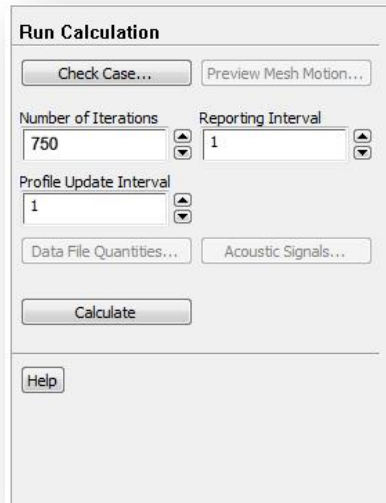 Run Calculation
Check Case... Preview Mesh Motion...
Number of Iterations Reporting Interval
750 1
Profile Update Interval
1
Data File Quantities... Acoustic Signals...
Calculate
Help